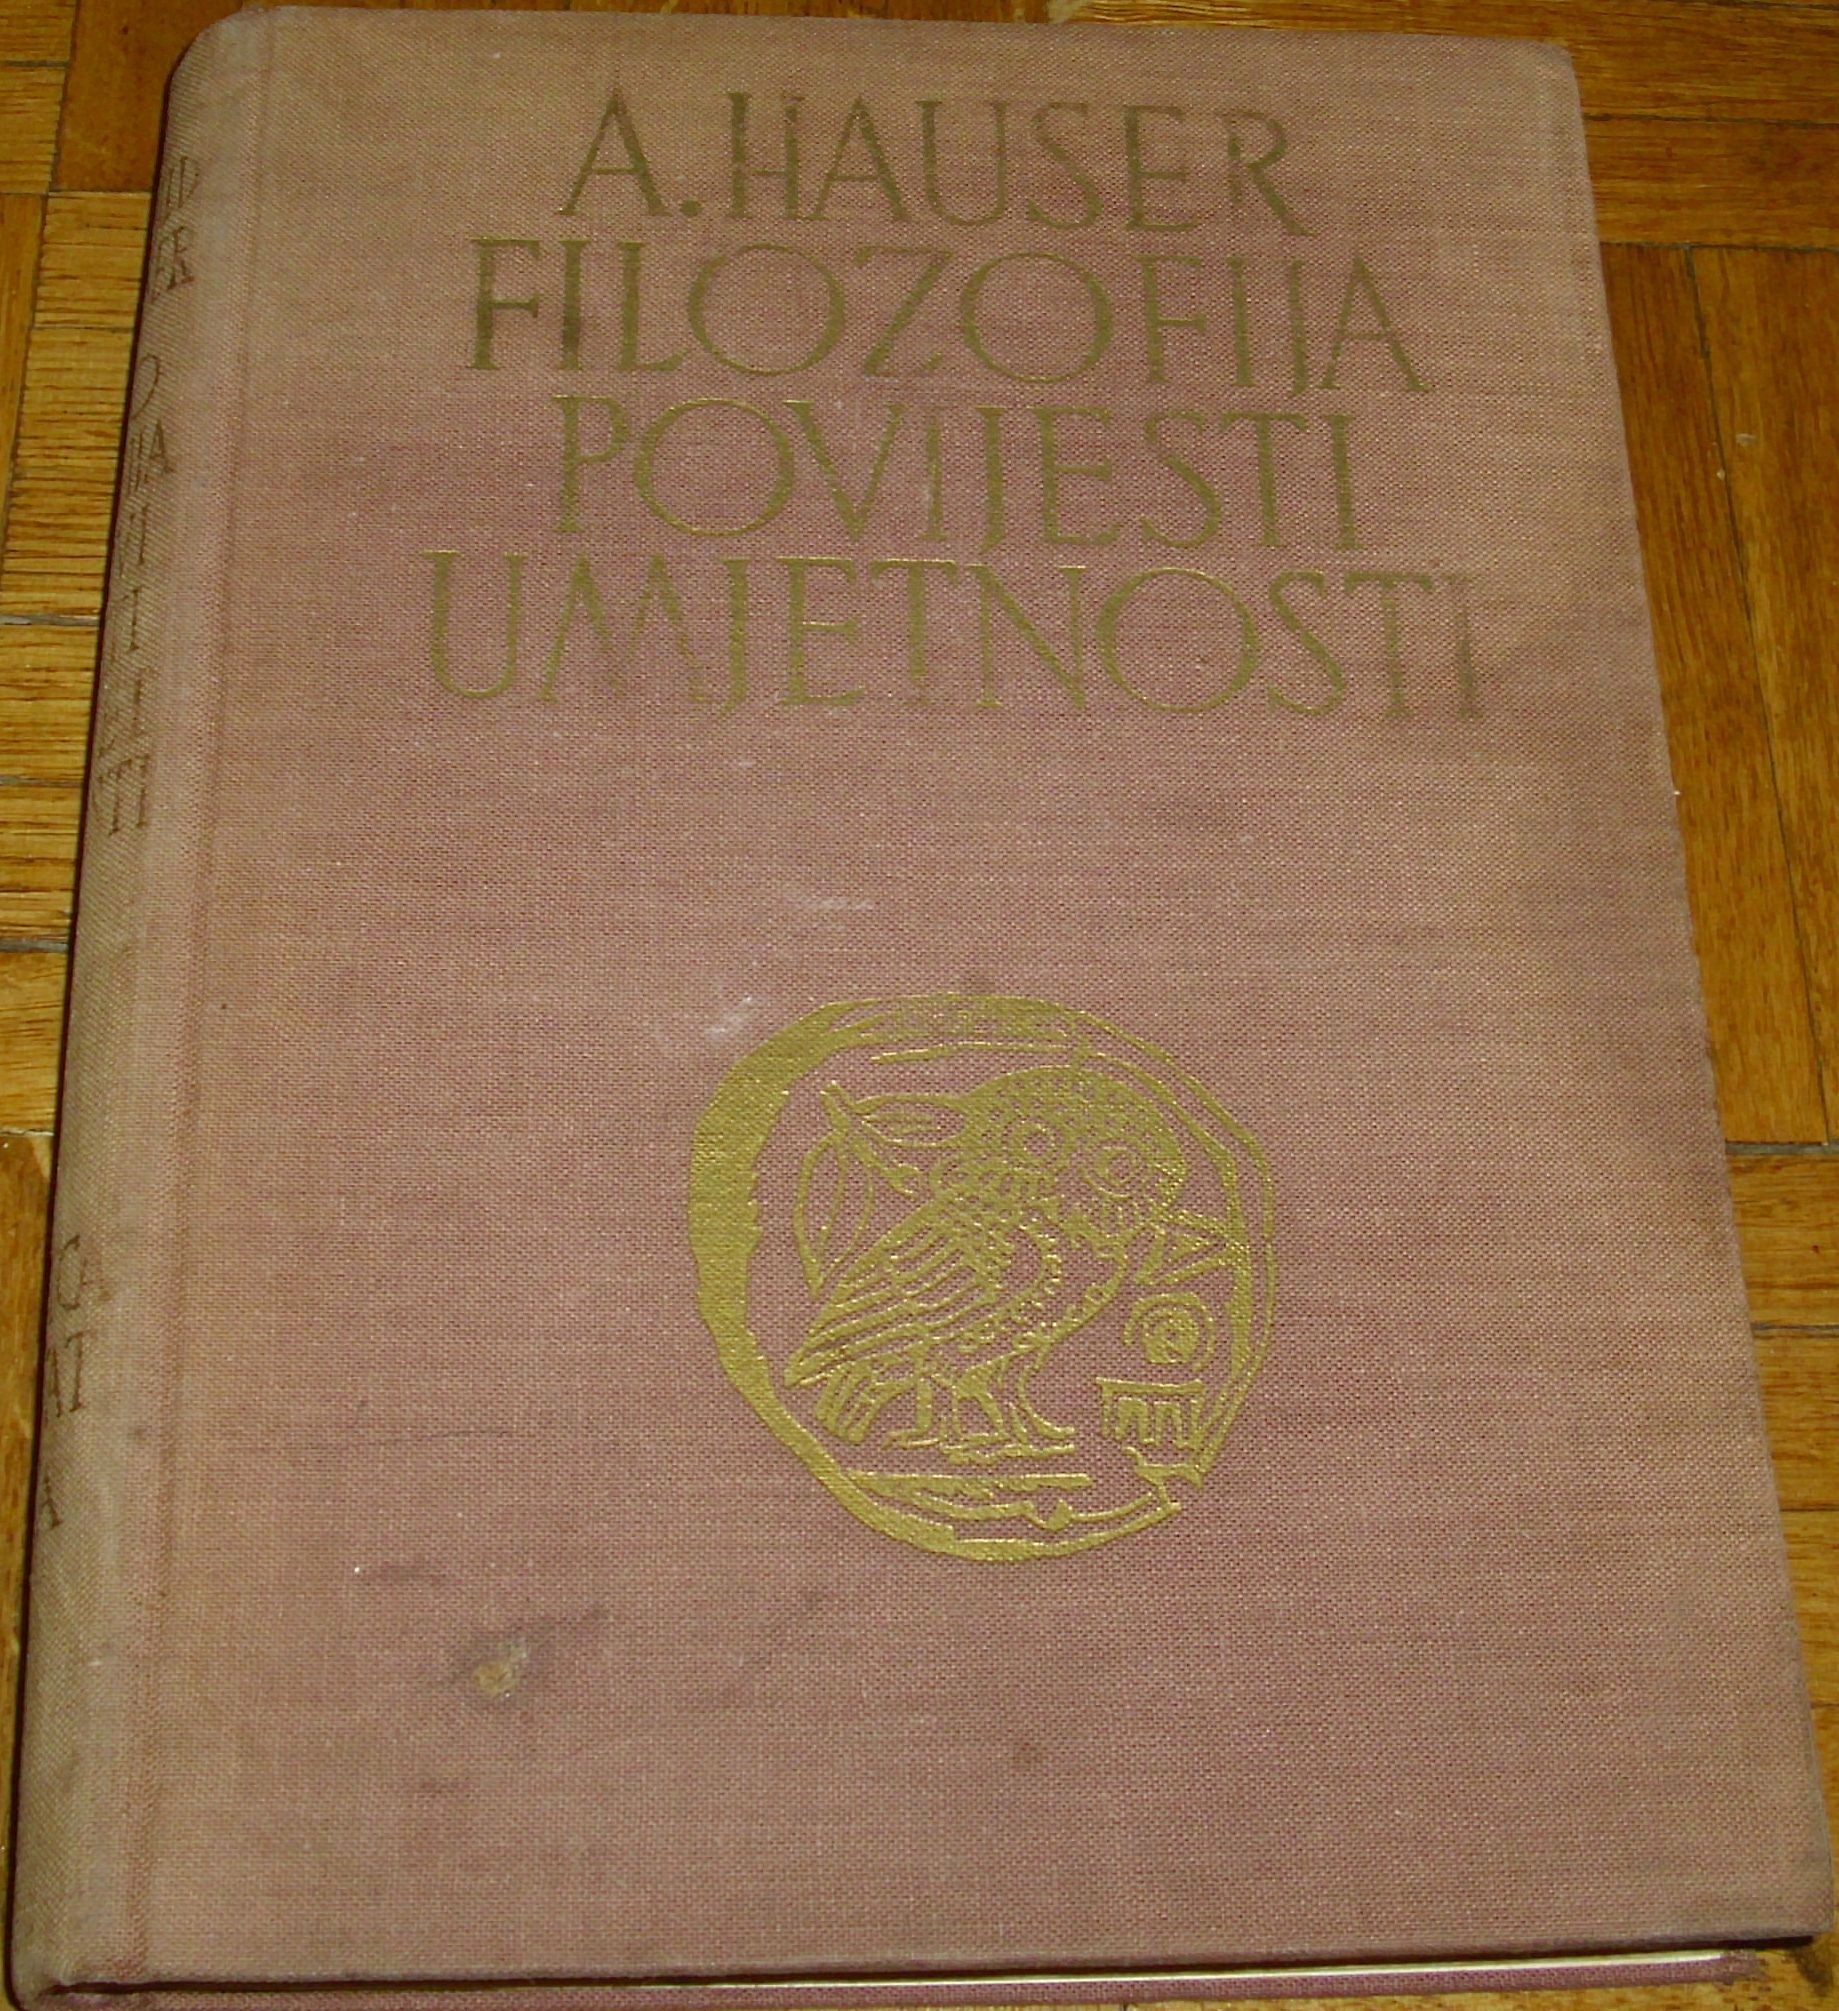 A. HAUSER
FILOZOFIJA
POVIJESTI
UMJETNOSTI